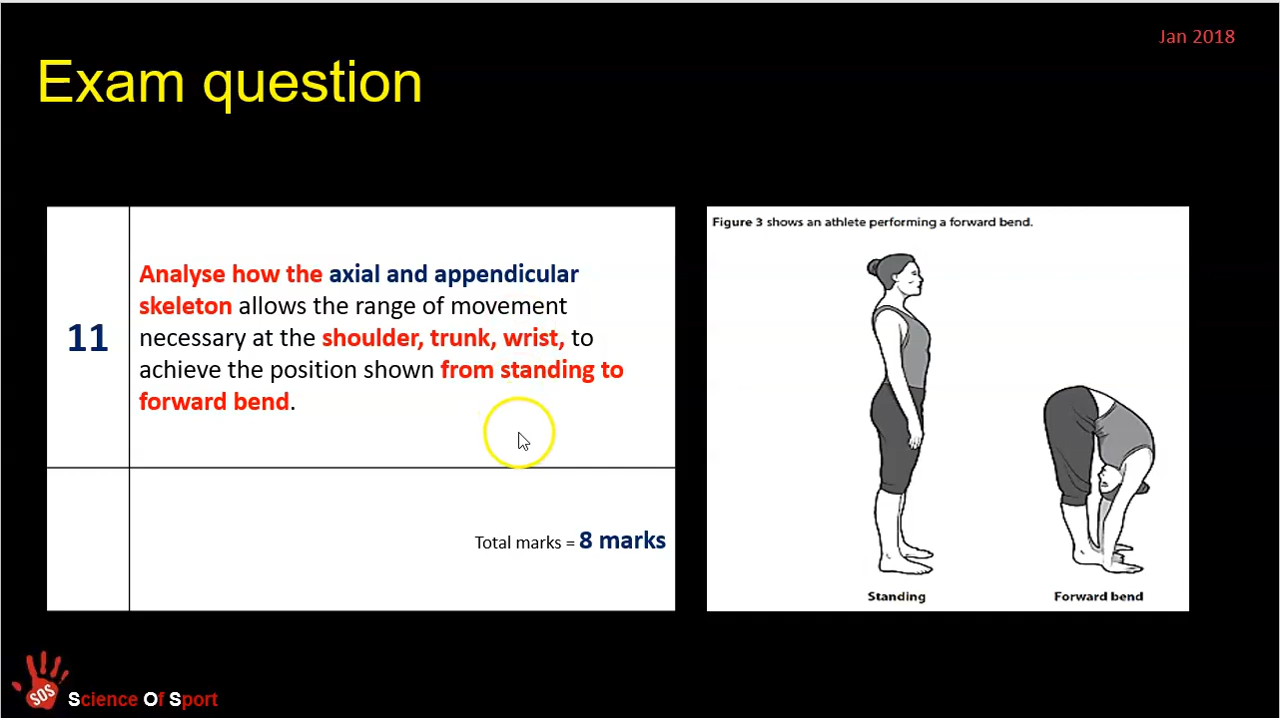 Jan 2018
Exam question
11
Analyse how the axial and appendicular
skeleton allows the range of movement
necessary at the shoulder, trunk, wrist, to
achieve the position shown from standing to
forward bend.
Total marks = 8 marks
Figure 3 shows an athlete performing a forward bend.
Standing
Forward bend
SOS
Science Of Sport